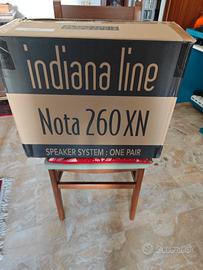 indiana line
Nota 260 XN
SPEAKER SYSTEM : ONE PAIR